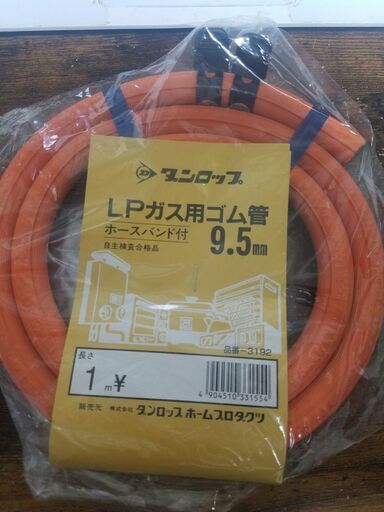 ダンロップ
LPガス用ゴム管
ホースバンド付
9.5mm
自主検査合格品
品番-3192
長さ
1m ¥
4 904510 331554
販売元 株式会社 ダンロップ ホームプロダクツ